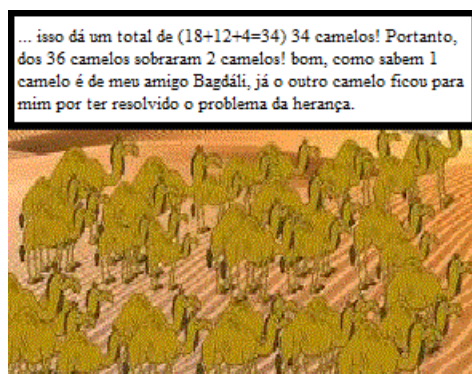 ... isso dá um total de (18+12+4=34) 34 camelos! Portanto,
dos 36 camelos sobraram 2 camelos! bom, como sabem 1
camelo é de meu amigo Bagdáli, já o outro camelo ficou para
mim por ter resolvido o problema da herança.